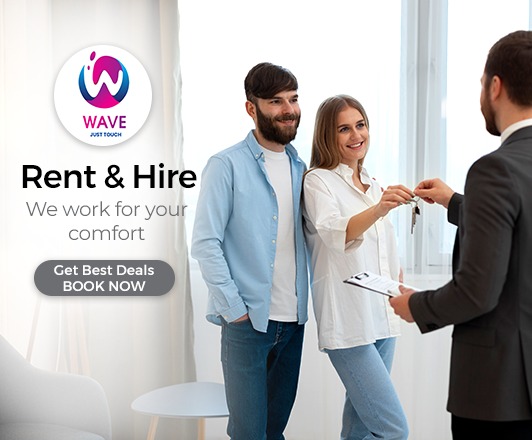 W
WAVE
JUST TOUCH
Rent & Hire
We work for your
comfort
Get Best Deals
BOOK NOW